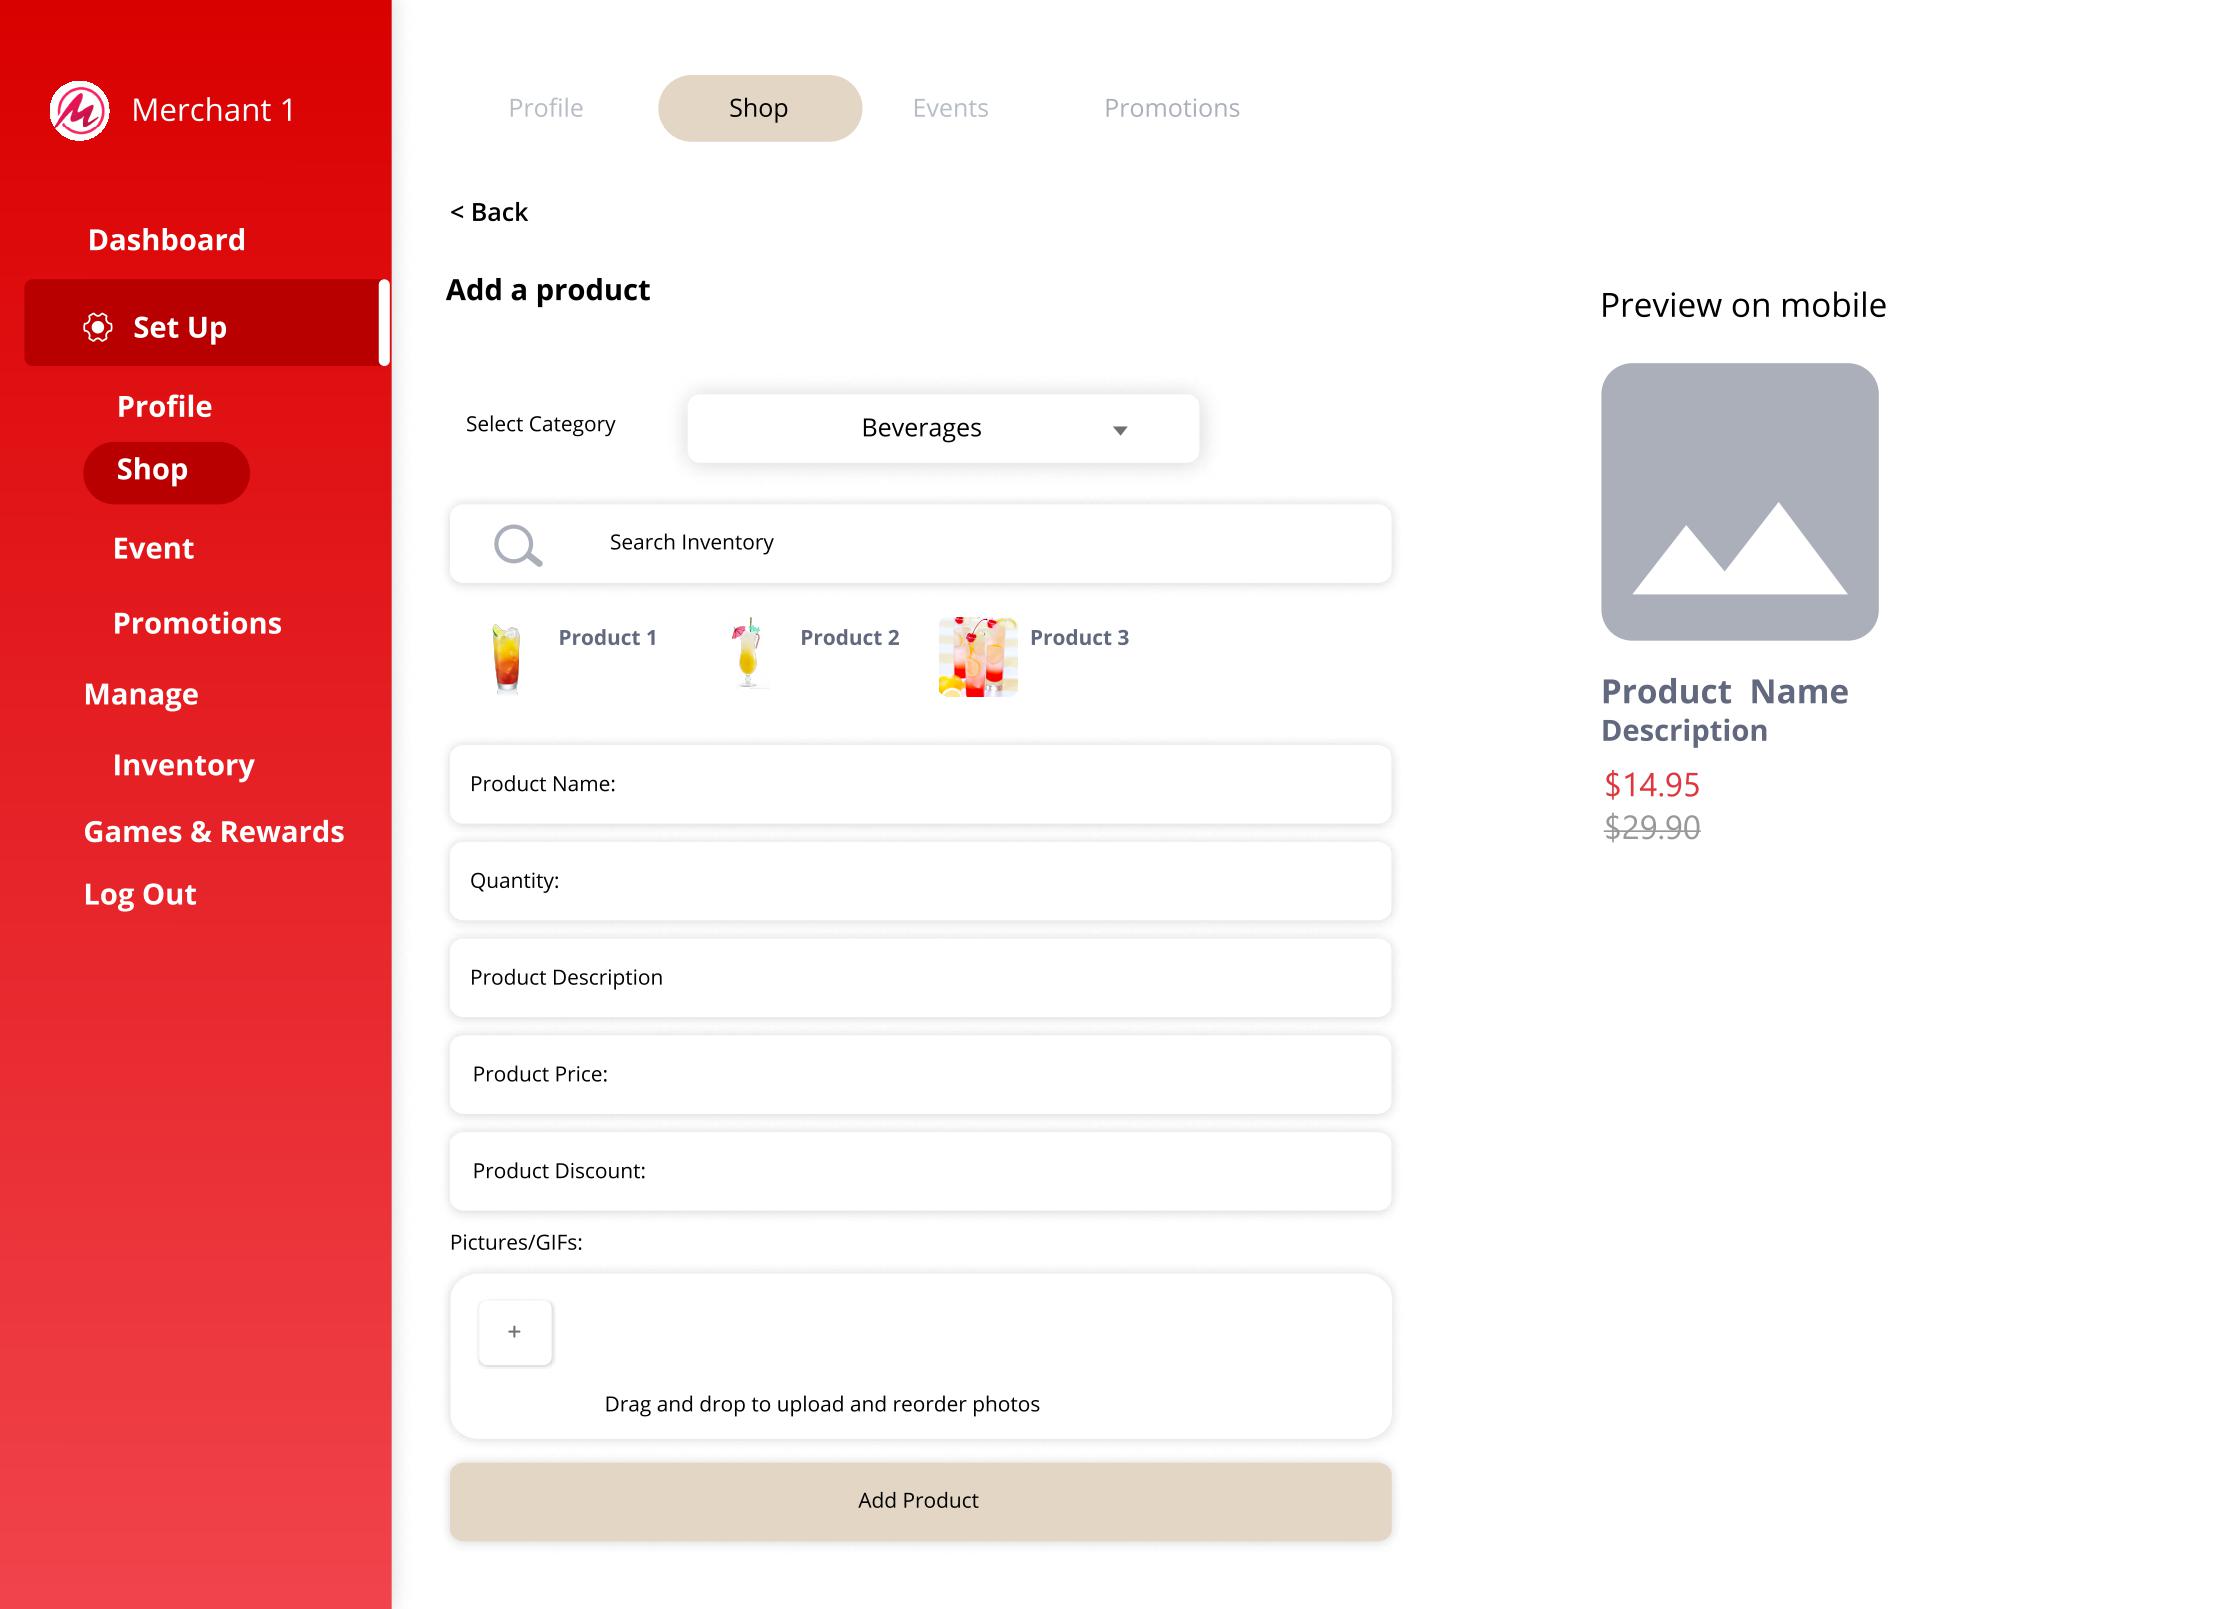 Merchant 1
Dashboard
Set Up
Profile
Shop
Event
Promotions
Manage
Inventory
Games & Rewards
Log Out
Profile
Shop
Events
Promotions
< Back
Add a product
Select Category
Beverages
Search Inventory
Product 1
Product 2
Product 3
Product Name:
Quantity:
Product Description
Product Price:
Product Discount:
Pictures/GIFs:
+
Drag and drop to upload and reorder photos
Add Product
Preview on mobile
Product Name
Description
$14.95
$29.90